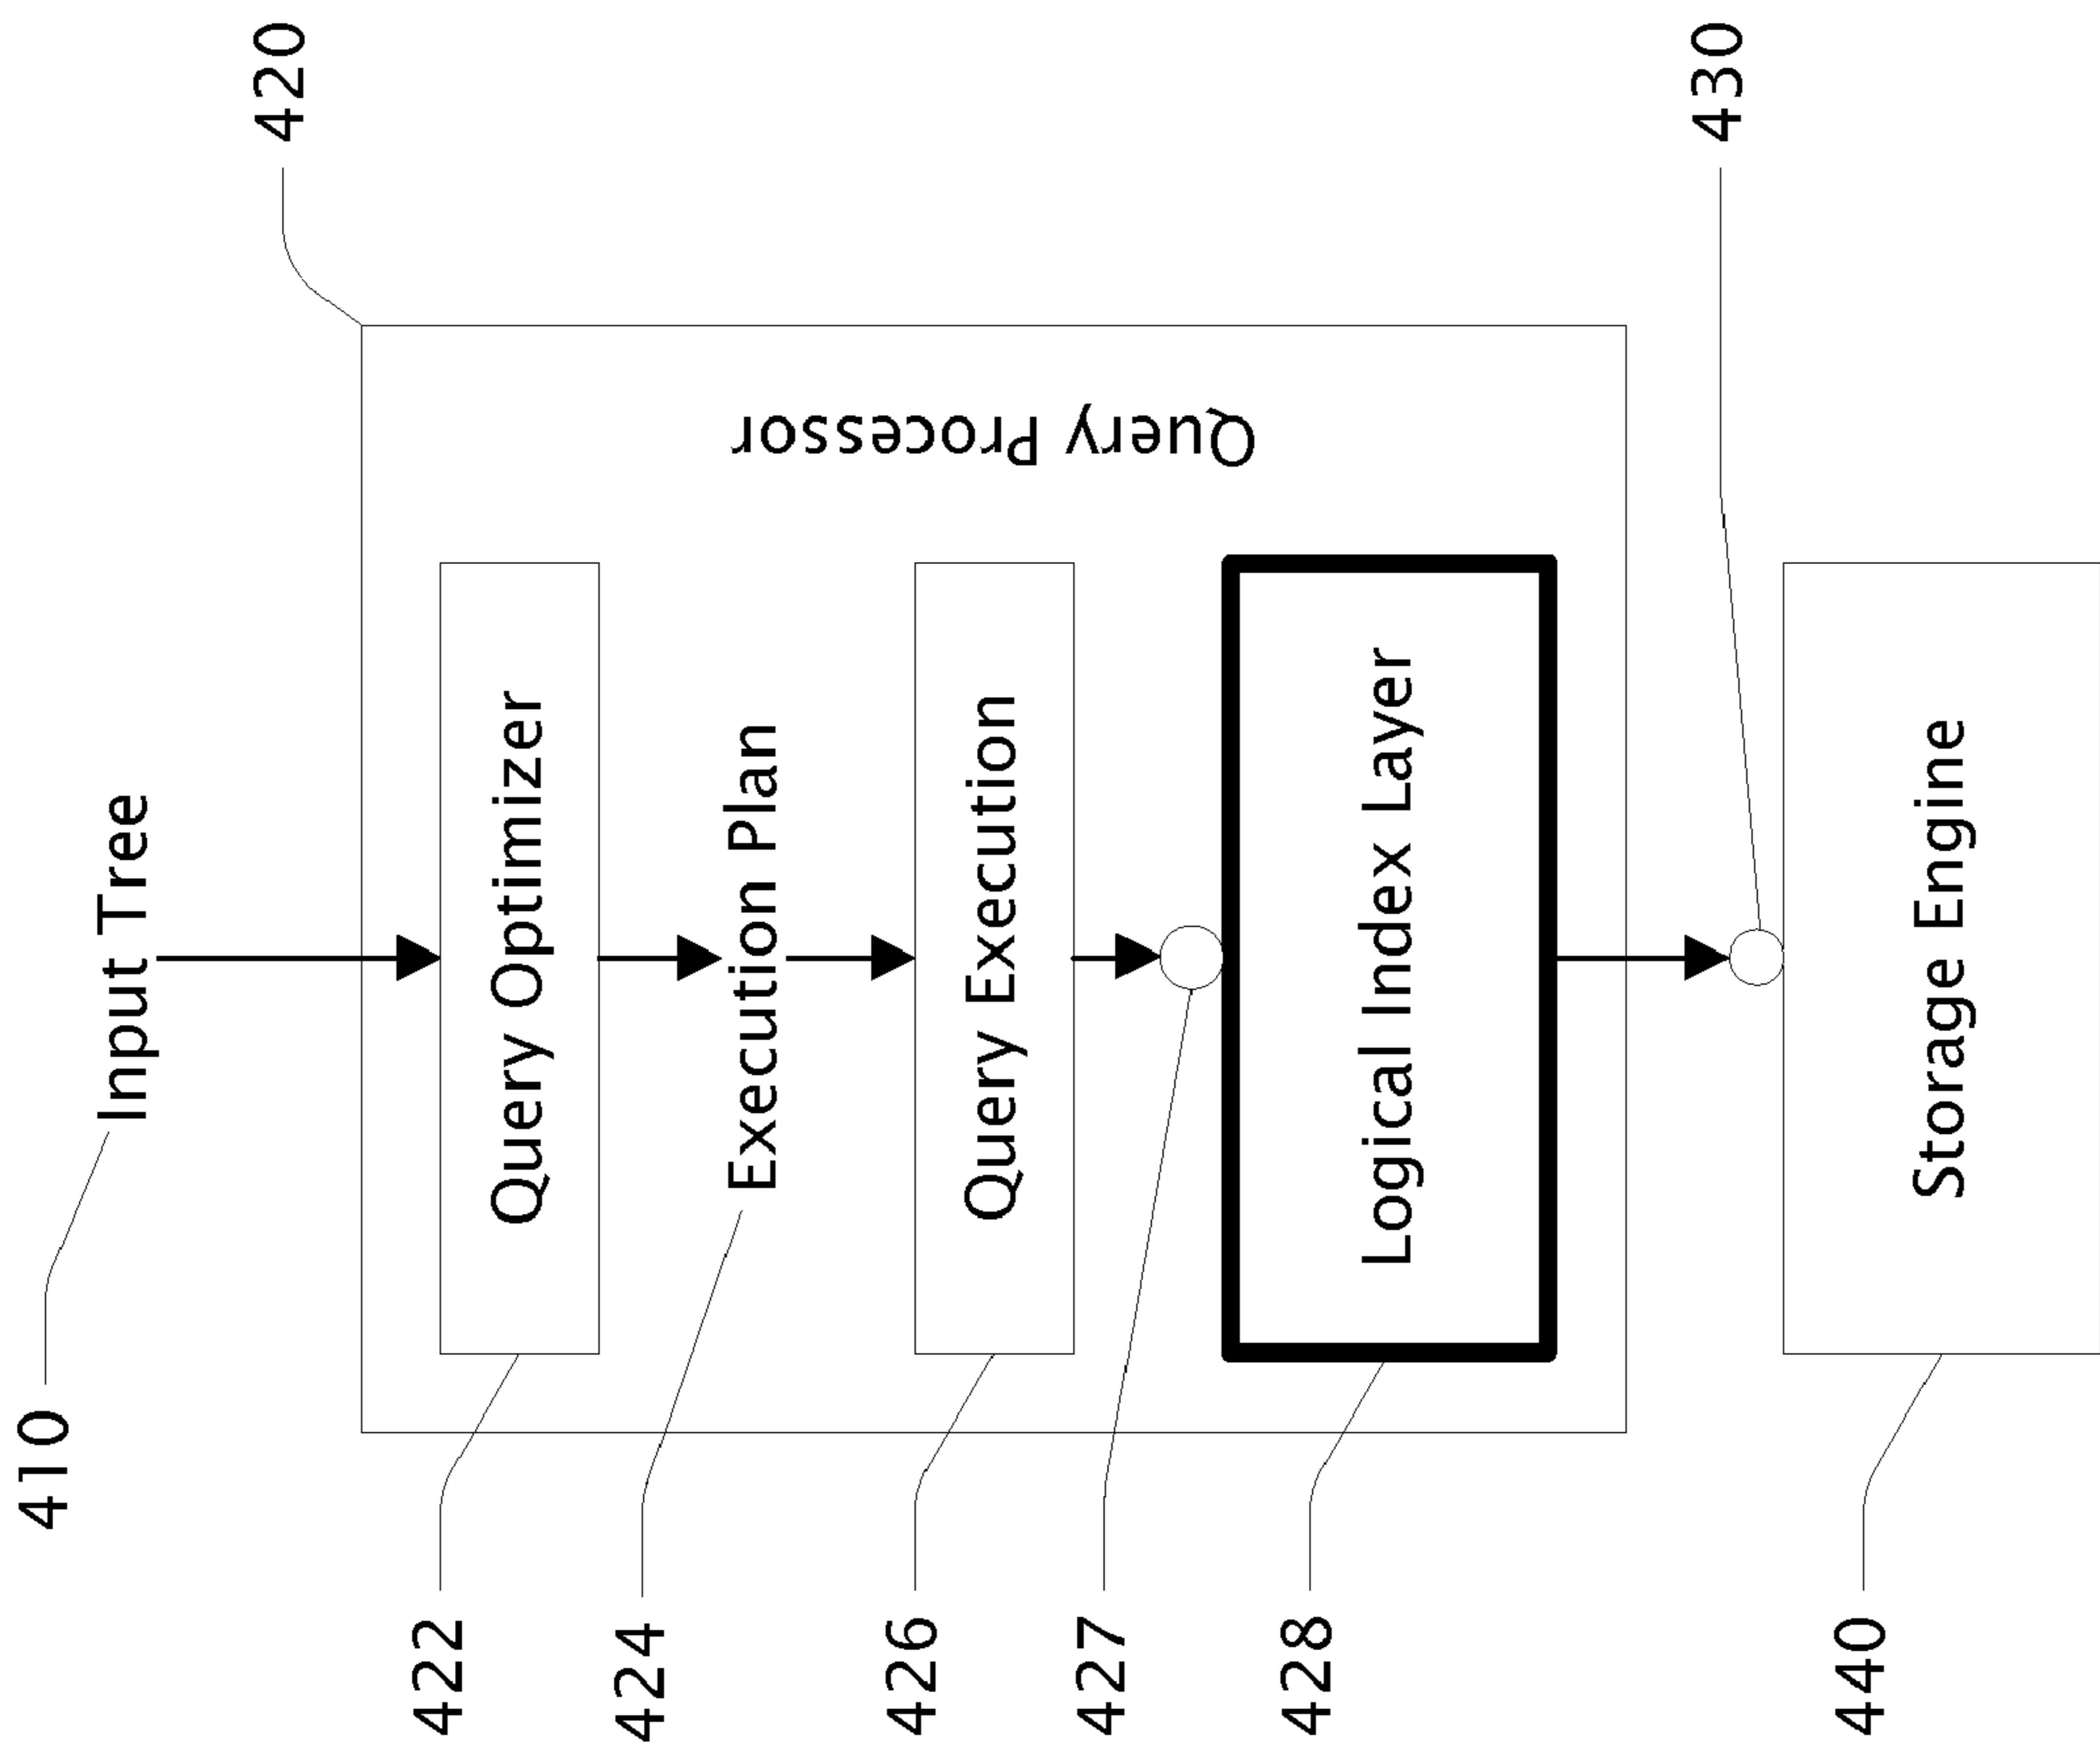 410
Input Tree
420
Query Processor
422
Query Optimizer
424
Execution Plan
426
Query Execution
427
428
Logical Index Layer
430
440
Storage Engine